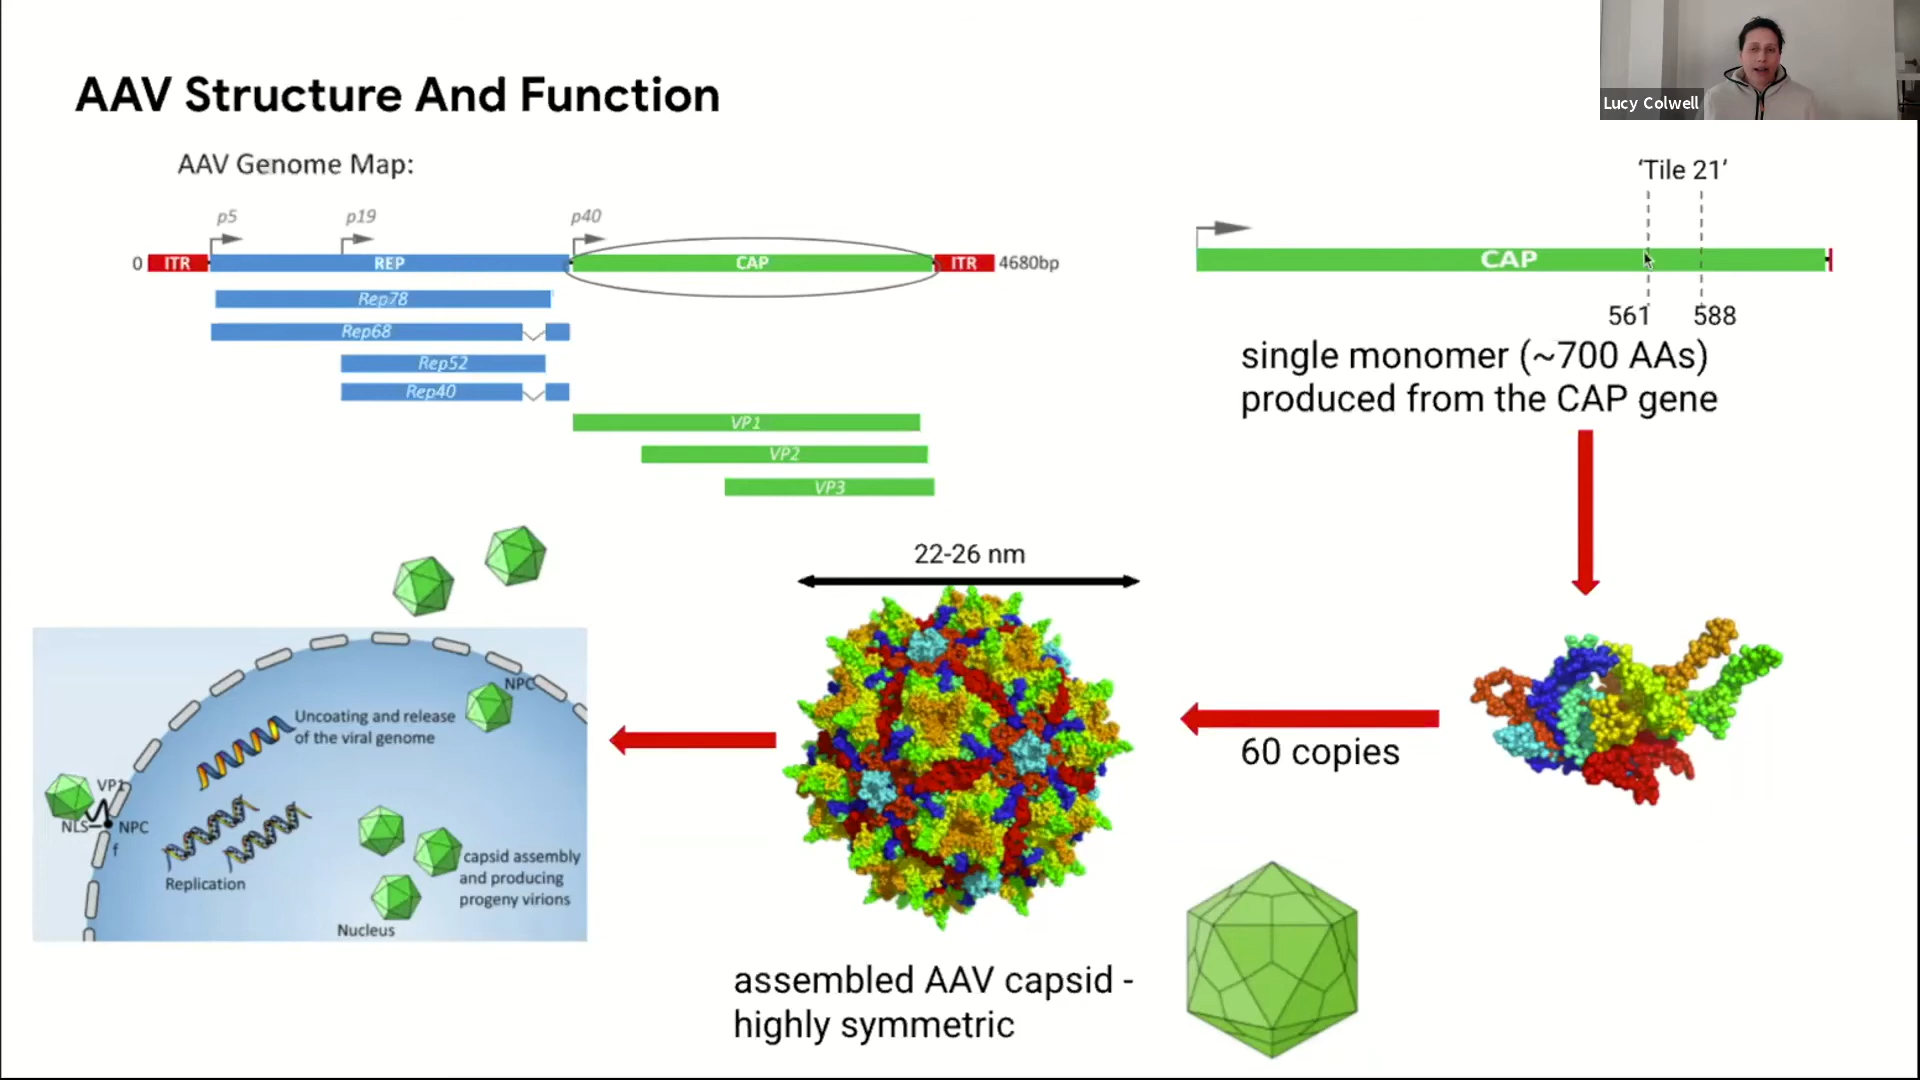 AAV Structure And Function
Lucy Colwell
AAV Genome Map:
p5
p19
p40
0
ITR
REP
CAP
ITR
4680bp
Rep78
Rep68
Rep52
Rep40
VP1
VP2
VP3
'Tile 21'
CAP
561
588
single monomer (~700 AAs)
produced from the CAP gene
22-26 nm
60 copies
assembled AAV capsid -
highly symmetric
NPC
Uncoating and release
of the viral genome
VP1
NLS
NPC
f
Replication
capsid assembly
and producing
progeny virions
Nucleus